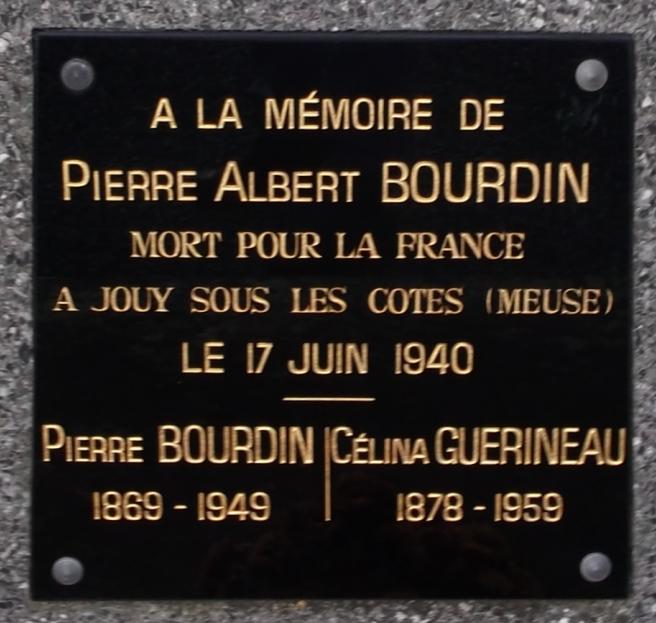 A LA MÉMOIRE DE
PIERRE ALBERT BOURDIN
MORT POUR LA FRANCE
A JOUY SOUS LES COTES (MEUSE)
LE 17 JUIN 1940
PIERRE BOURDIN
1869 - 1949
CÉLINA GUERINEAU
1878 - 1959